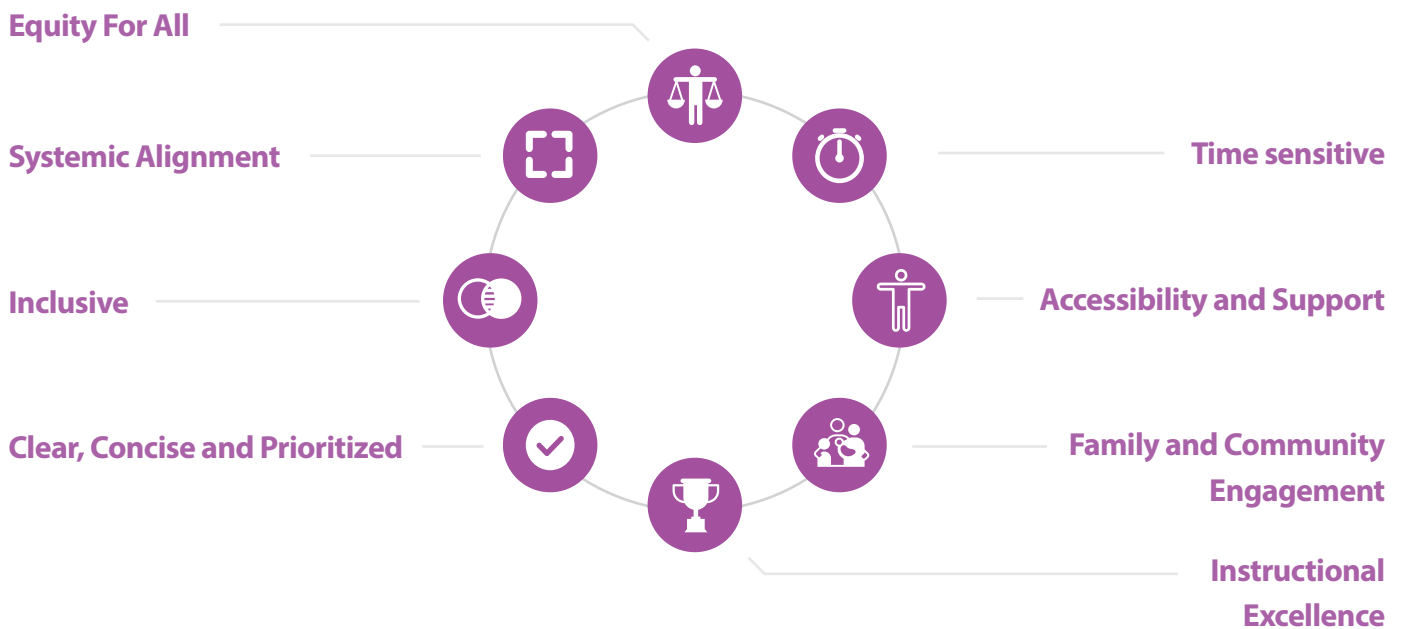 Equity For All
Systemic Alignment
Time sensitive
Inclusive
Accessibility and Support
Clear, Concise and Prioritized
Family and Community
Engagement
Instructional
Excellence